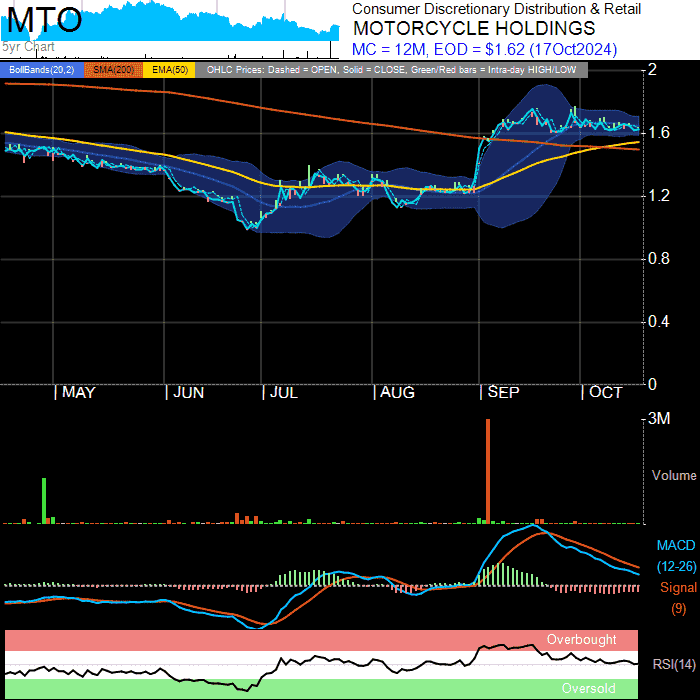 MTO
5yr Chart
Consumer Discretionary Distribution & Retail
MOTORCYCLE HOLDINGS
MC = 12M, EOD = $1.62 (17Oct2024)
BollBands(20,2) SMA(200) EMA(50) OHLC Prices: Dashed = OPEN, Solid = CLOSE, Green/Red bars = Intra-day HIGH/LOW
2
1.6
1.2
0.8
0.4
0
MAY JUN JUL AUG SEP OCT
3M
Volume
MACD
(12-26)
Signal
(9)
Overbought
RSI(14)
Oversold